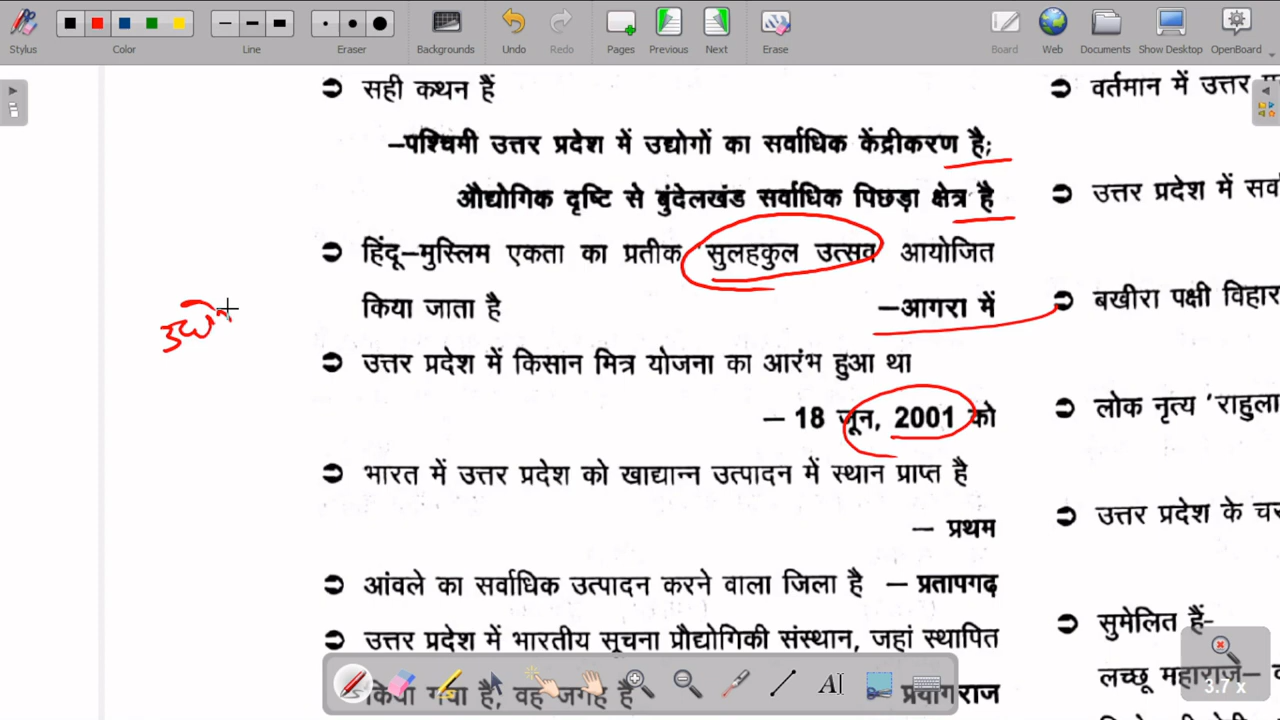 Stylus Color Line Eraser Backgrounds Undo Redo Pages Previous Next Erase Board Web Documents Show Desktop OpenBoard
➲ सही कथन हैं
–पश्चिमी उत्तर प्रदेश में उद्योगों का सर्वाधिक केंद्रीकरण है;
औद्योगिक दृष्टि से बुंदेलखंड सर्वाधिक पिछड़ा क्षेत्र है
➲ हिंदू–मुस्लिम एकता का प्रतीक 'सुलहकुल उत्सव' आयोजित
किया जाता है –आगरा में
➲ उत्तर प्रदेश में किसान मित्र योजना का आरंभ हुआ था
– 18 जून, 2001 को
➲ भारत में उत्तर प्रदेश को खाद्यान्न उत्पादन में स्थान प्राप्त है
– प्रथम
➲ आंवले का सर्वाधिक उत्पादन करने वाला जिला है – प्रतापगढ़
➲ उत्तर प्रदेश में भारतीय सूचना प्रौद्योगिकी संस्थान, जहां स्थापित
किया गया है, वह जगह है प्रयागराज
➲ वर्तमान में उत्तर
➲ उत्तर प्रदेश में
➲ बखीरा पक्षी विहार
➲ लोक नृत्य 'राहुला
➲ उत्तर प्रदेश के
➲ सुमेलित हैं–
लच्छू महाराज–
3.7 x